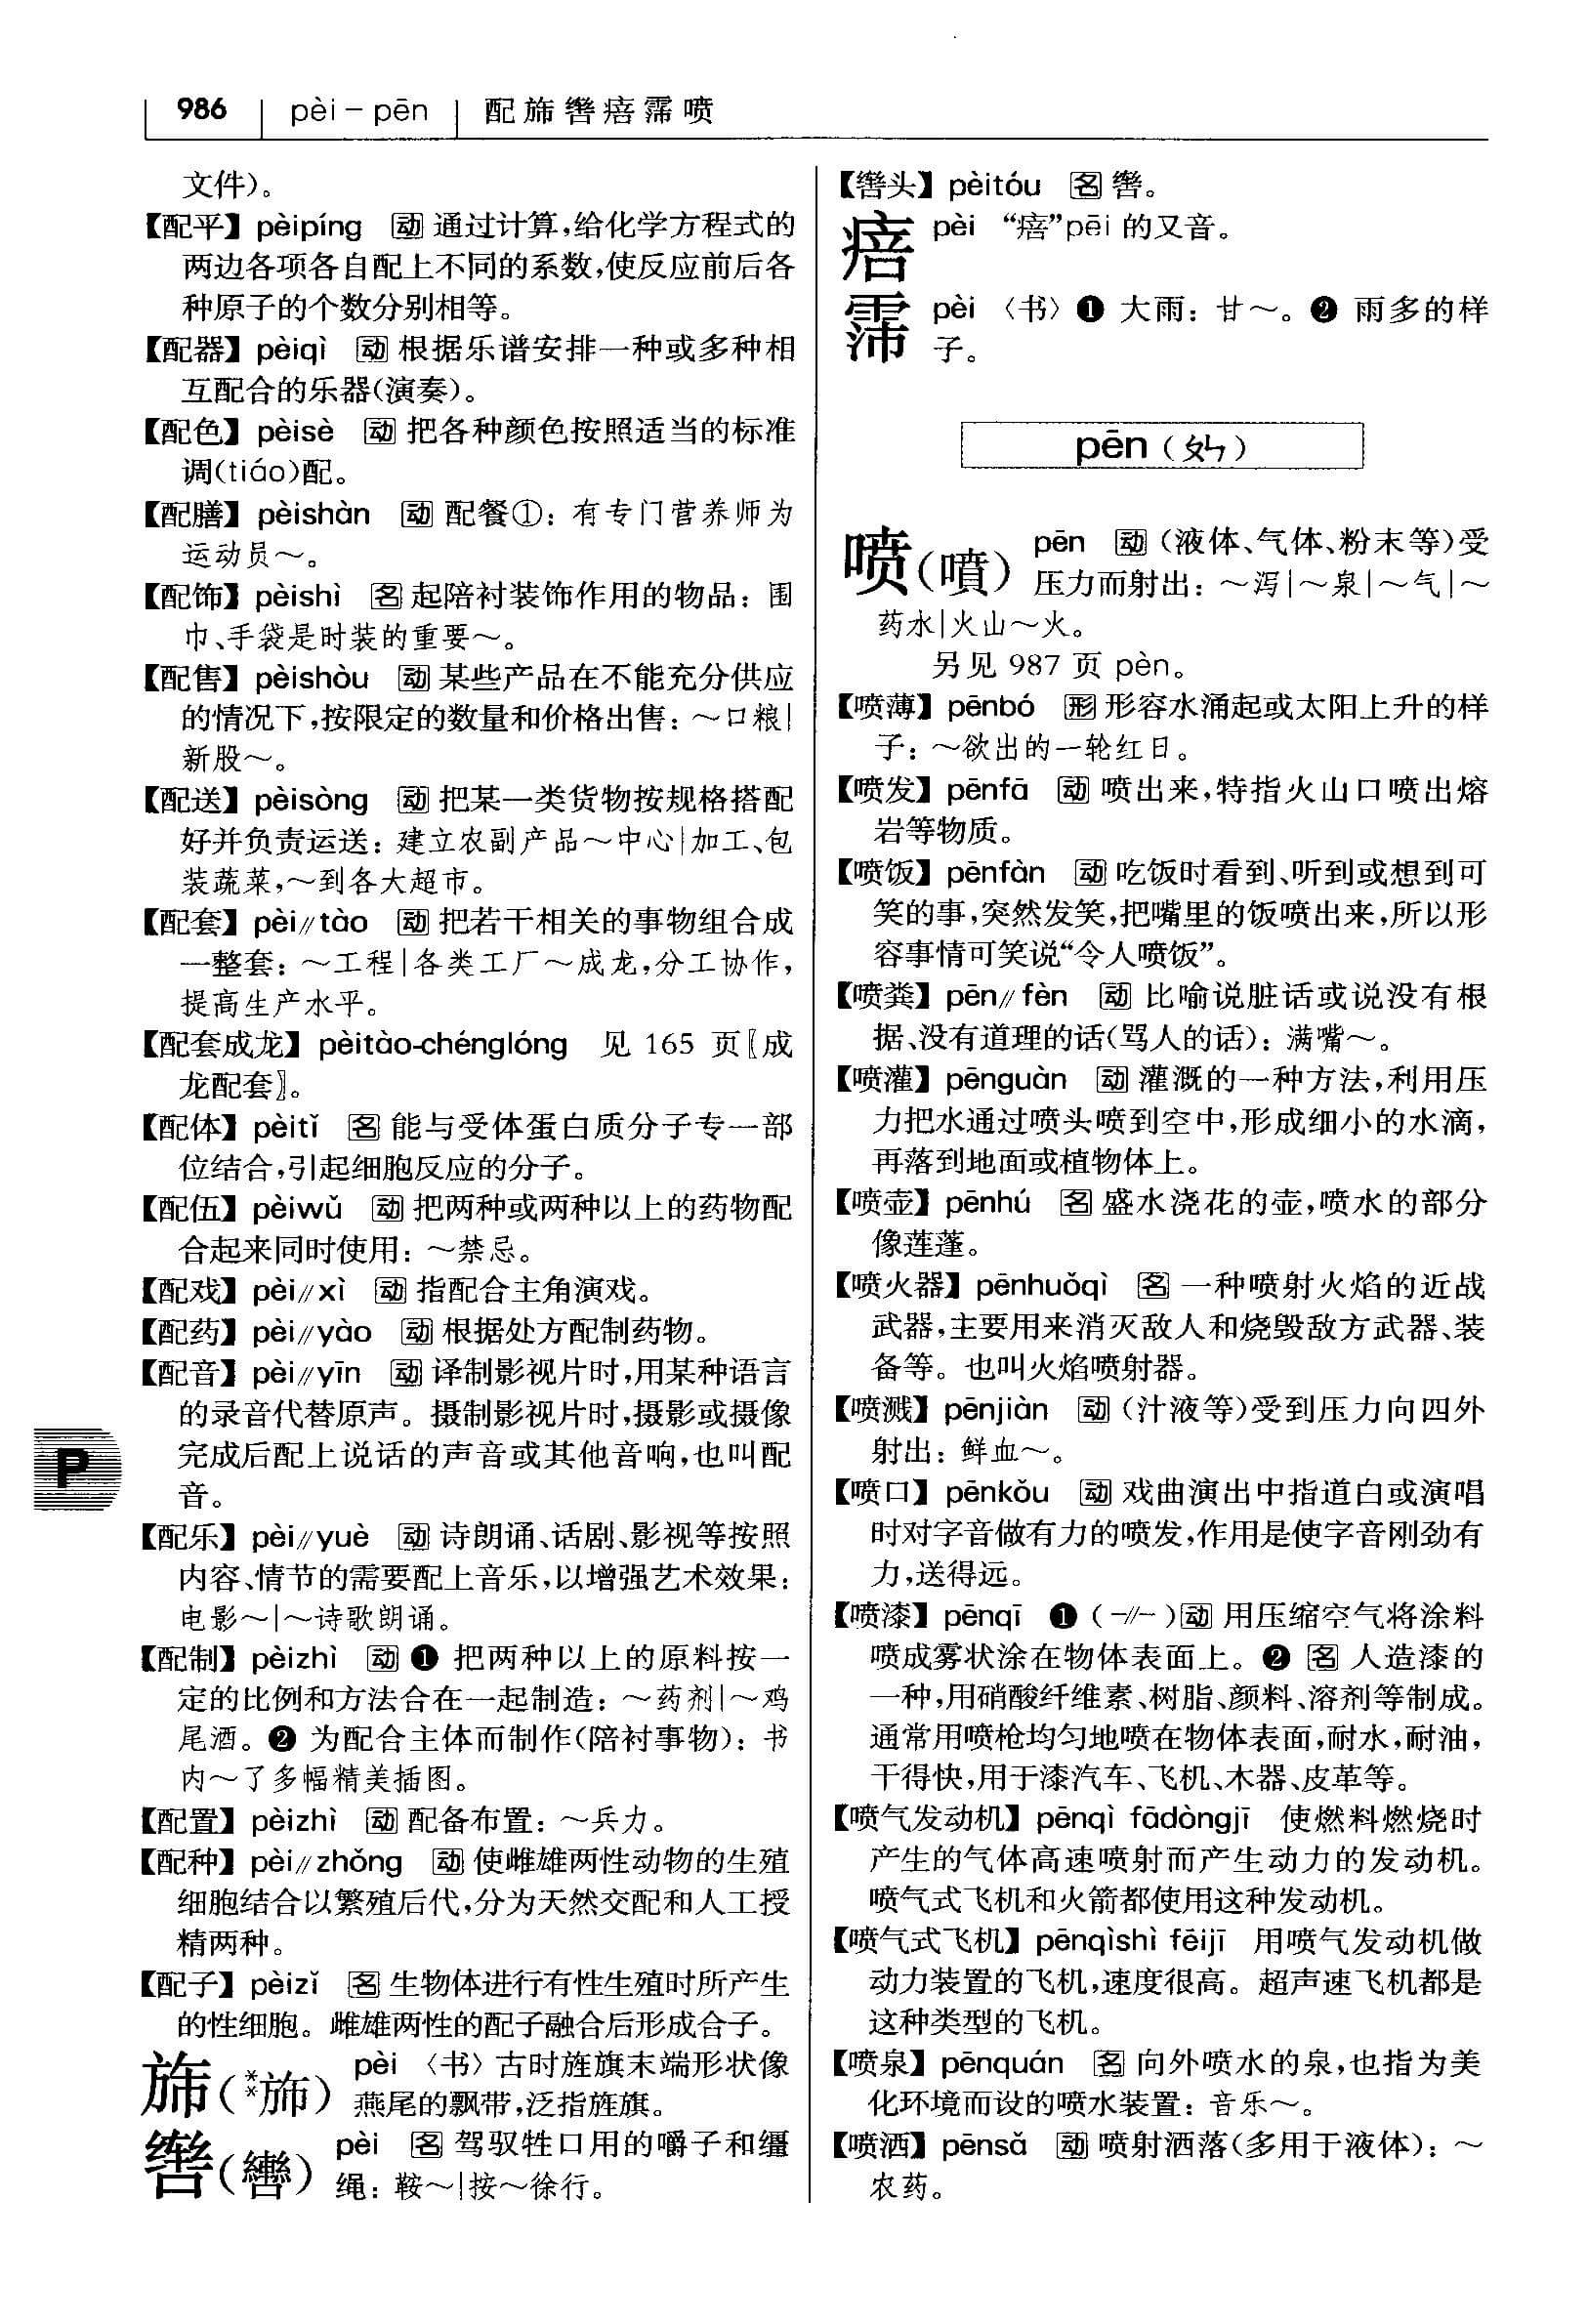 986 pèi－pēn 配旆辔㾦霈喷
文件)。
【配平】 pèipíng 动 通过计算,给化学方程式的
两边各项各自配上不同的系数,使反应前后各
种原子的个数分别相等。
【配器】 pèiqì 动 根据乐谱安排一种或多种相
互配合的乐器(演奏)。
【配色】 pèisè 动 把各种颜色按照适当的标准
调(tiáo)配。
【配膳】 pèishàn 动 配餐①：有专门营养师为
运动员～。
【配饰】 pèishì 名 起陪衬装饰作用的物品：围
巾、手袋是时装的重要～。
【配售】 pèishòu 动 某些产品在不能充分供应
的情况下,按限定的数量和价格出售：～口粮|
新股～。
【配送】 pèisòng 动 把某一类货物按规格搭配
好并负责运送：建立农副产品～中心|加工、包
装蔬菜,～到各大超市。
【配套】 pèi//tào 动 把若干相关的事物组合成
一整套：～工程|各类工厂～成龙,分工协作,
提高生产水平。
【配套成龙】 pèitào-chénglóng 见 165 页〖成
龙配套〗。
【配体】 pèitǐ 名 能与受体蛋白质分子专一部
位结合,引起细胞反应的分子。
【配伍】 pèiwǔ 动 把两种或两种以上的药物配
合起来同时使用：～禁忌。
【配戏】 pèi//xì 动 指配合主角演戏。
【配药】 pèi//yào 动 根据处方配制药物。
【配音】 pèi//yīn 动 译制影视片时,用某种语言
的录音代替原声。摄制影视片时,摄影或摄像
完成后配上说话的声音或其他音响,也叫配
音。
【配乐】 pèi//yuè 动 诗朗诵、话剧、影视等按照
内容、情节的需要配上音乐,以增强艺术效果：
电影～|～诗歌朗诵。
【配制】 pèizhì 动 ❶ 把两种以上的原料按一
定的比例和方法合在一起制造：～药剂|～鸡
尾酒。❷ 为配合主体而制作(陪衬事物)：书
内～了多幅精美插图。
【配置】 pèizhì 动 配备布置：～兵力。
【配种】 pèi//zhǒng 动 使雌雄两性动物的生殖
细胞结合以繁殖后代,分为天然交配和人工授
精两种。
【配子】 pèizǐ 名 生物体进行有性生殖时所产生
的性细胞。雌雄两性的配子融合后形成合子。
旆(**斾) pèi 〈书〉古时旌旗末端形状像
燕尾的飘带,泛指旌旗。
辔(轡) pèi 名 驾驭牲口用的嚼子和缰
绳：鞍～|按～徐行。
P
【辔头】 pèitóu 名 辔。
㾦 pèi “㾦”pēi 的又音。
霈 pèi 〈书〉❶ 大雨：甘～。❷ 雨多的样
子。
pēn (ㄆㄣ)
喷(噴) pēn 动 (液体、气体、粉末等)受
压力而射出：～泻|～泉|～气|～
药水|火山～火。
另见 987 页 pèn。
【喷薄】 pēnbó 形 形容水涌起或太阳上升的样
子：～欲出的一轮红日。
【喷发】 pēnfā 动 喷出来,特指火山口喷出熔
岩等物质。
【喷饭】 pēnfàn 动 吃饭时看到、听到或想到可
笑的事,突然发笑,把嘴里的饭喷出来,所以形
容事情可笑说“令人喷饭”。
【喷粪】 pēn//fèn 动 比喻说脏话或说没有根
据、没有道理的话(骂人的话)：满嘴～。
【喷灌】 pēnguàn 动 灌溉的一种方法,利用压
力把水通过喷头喷到空中,形成细小的水滴,
再落到地面或植物体上。
【喷壶】 pēnhú 名 盛水浇花的壶,喷水的部分
像莲蓬。
【喷火器】 pēnhuǒqì 名 一种喷射火焰的近战
武器,主要用来消灭敌人和烧毁敌方武器、装
备等。也叫火焰喷射器。
【喷溅】 pēnjiàn 动 (汁液等)受到压力向四外
射出：鲜血～。
【喷口】 pēnkǒu 动 戏曲演出中指道白或演唱
时对字音做有力的喷发,作用是使字音刚劲有
力,送得远。
【喷漆】 pēnqī ❶ (-//-)动 用压缩空气将涂料
喷成雾状涂在物体表面上。❷ 名 人造漆的
一种,用硝酸纤维素、树脂、颜料、溶剂等制成。
通常用喷枪均匀地喷在物体表面,耐水,耐油,
干得快,用于漆汽车、飞机、木器、皮革等。
【喷气发动机】 pēnqì fādòngjī 使燃料燃烧时
产生的气体高速喷射而产生动力的发动机。
喷气式飞机和火箭都使用这种发动机。
【喷气式飞机】 pēnqìshì fēijī 用喷气发动机做
动力装置的飞机,速度很高。超声速飞机都是
这种类型的飞机。
【喷泉】 pēnquán 名 向外喷水的泉,也指为美
化环境而设的喷水装置：音乐～。
【喷洒】 pēnsǎ 动 喷射洒落(多用于液体)：～
农药。